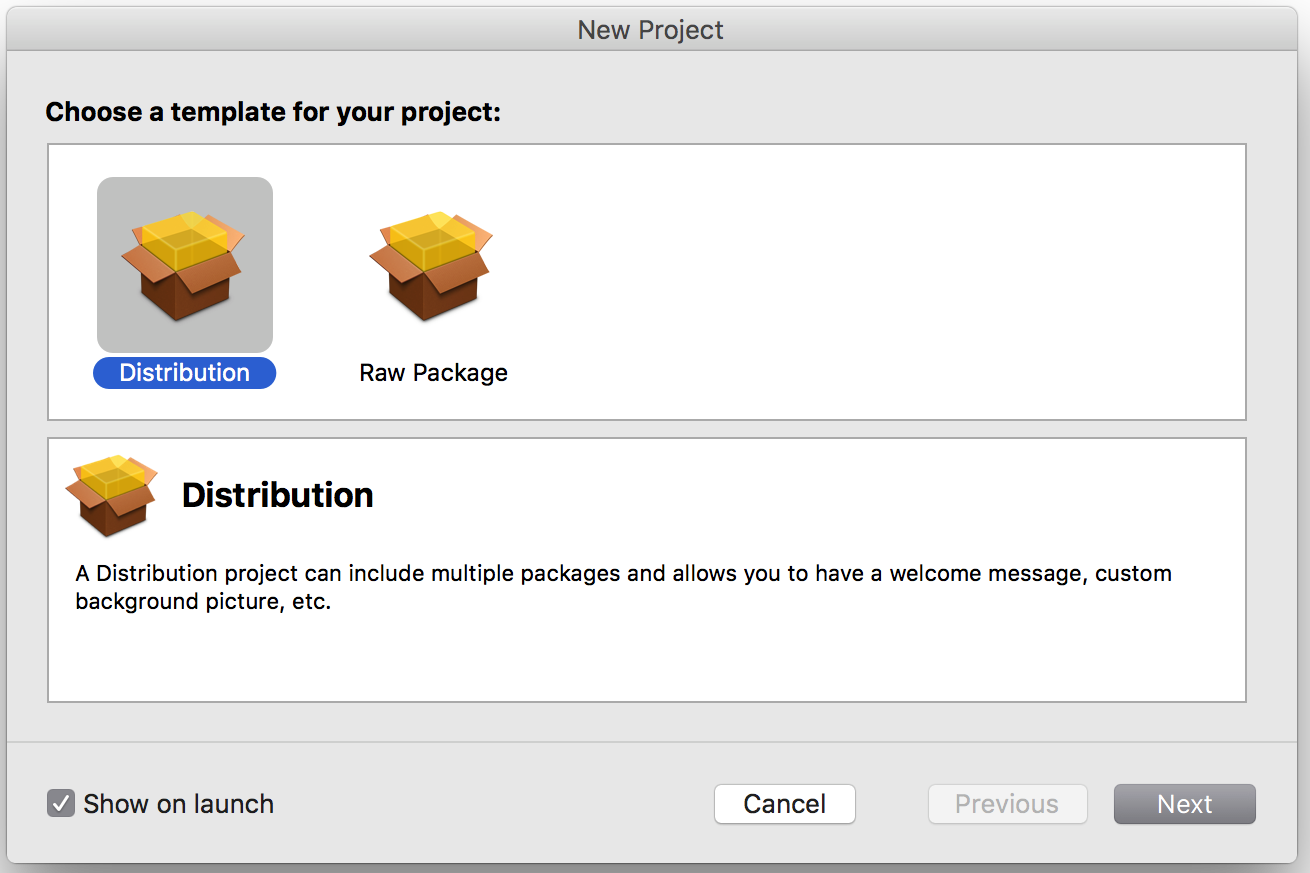 New Project
Choose a template for your project:
Distribution
Raw Package
Distribution
A Distribution project can include multiple packages and allows you to have a welcome message, custom
background picture, etc.
Show on launch
Cancel
Previous
Next